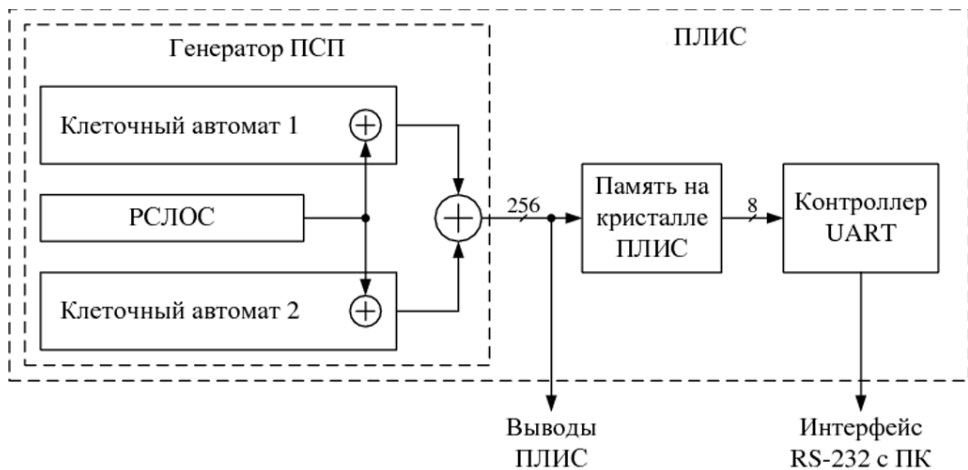 Генератор ПСП
ПЛИС
Клеточный автомат 1
РСЛОС
Клеточный автомат 2
256
Память на
кристалле
ПЛИС
8
Контроллер
UART
Выводы
ПЛИС
Интерфейс
RS-232 с ПК